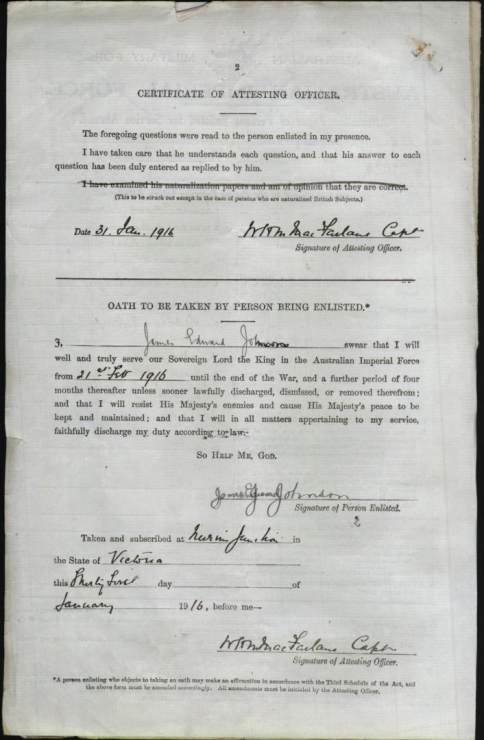 2
CERTIFICATE OF ATTESTING OFFICER.
The foregoing questions were read to the person enlisted in my presence.
I have taken care that he understands each question, and that his answer to each
question has been duly entered as replied to by him.
I have examined his naturalization papers and am of opinion that they are correct.
(This to be struck out except in the case of persons who are naturalized British Subjects.)
Date 31. Jan. 1916 MacFarlane Capt
Signature of Attesting Officer.
OATH TO BE TAKEN BY PERSON BEING ENLISTED.*
I, James Edward Johnson swear that I will
well and truly serve our Sovereign Lord the King in the Australian Imperial Force
from 21st Feb 1916 until the end of the War, and a further period of four
months thereafter unless sooner lawfully discharged, dismissed, or removed therefrom;
and that I will resist His Majesty's enemies and cause His Majesty's peace to be
kept and maintained; and that I will in all matters appertaining to my service,
faithfully discharge my duty according to law.
SO HELP ME, GOD.
James Edward Johnson
Signature of Person Enlisted.
2
Taken and subscribed at Junction in
the State of Victoria
this Thirty First day of
January 1916, before me—
MacFarlane Capt
Signature of Attesting Officer.
*A person enlisting who objects to taking an oath may make an affirmation in accordance with the Third Schedule of the Act, and
the above form must be amended accordingly. All amendments must be initialed by the Attesting Officer.